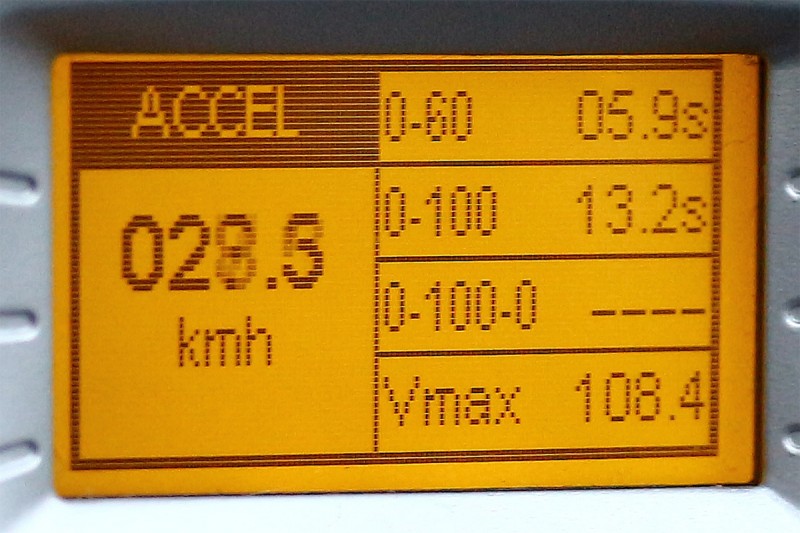 ACCEL
0-60 05.9s
0-100 13.2s
0-100-0 ----
Vmax 108.4
kmh